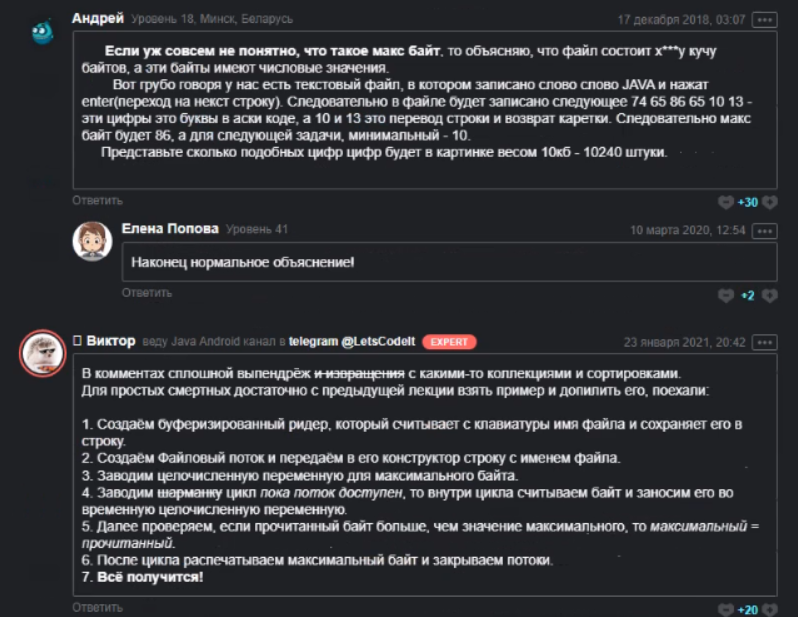 Андрей Уровень 18, Минск, Беларусь 17 декабря 2018, 03:07
Если уж совсем не понятно, что такое макс байт, то объясняю, что файл состоит х***у кучу
байтов, а эти байты имеют числовые значения.
Вот грубо говоря у нас есть текстовый файл, в котором записано слово слово JAVA и нажат
enter(переход на некст строку). Следовательно в файле будет записано следующее 74 65 86 65 10 13 -
эти цифры это буквы в аски коде, а 10 и 13 это перевод строки и возврат каретки. Следовательно макс
байт будет 86, а для следующей задачи, минимальный - 10.
Представьте сколько подобных цифр цифр будет в картинке весом 10кб - 10240 штуки.
Ответить +30
Елена Попова Уровень 41 10 марта 2020, 12:54
Наконец нормальное объяснение!
Ответить +2
Виктор веду Java Android канал в telegram @LetsCodeIt EXPERT 23 января 2021, 20:42
В комментах сплошной выпендрёж и извращения с какими-то коллекциями и сортировками.
Для простых смертных достаточно с предыдущей лекции взять пример и допилить его, поехали:
1. Создаём буферизированный ридер, который считывает с клавиатуры имя файла и сохраняет его в
строку.
2. Создаём Файловый поток и передаём в его конструктор строку с именем файла.
3. Заводим целочисленную переменную для максимального байта.
4. Заводим шарманку цикл пока поток доступен, то внутри цикла считываем байт и заносим его во
временную целочисленную переменную.
5. Далее проверяем, если прочитанный байт больше, чем значение максимального, то максимальный =
прочитанный.
6. После цикла распечатываем максимальный байт и закрываем потоки.
7. Всё получится!
Ответить +20